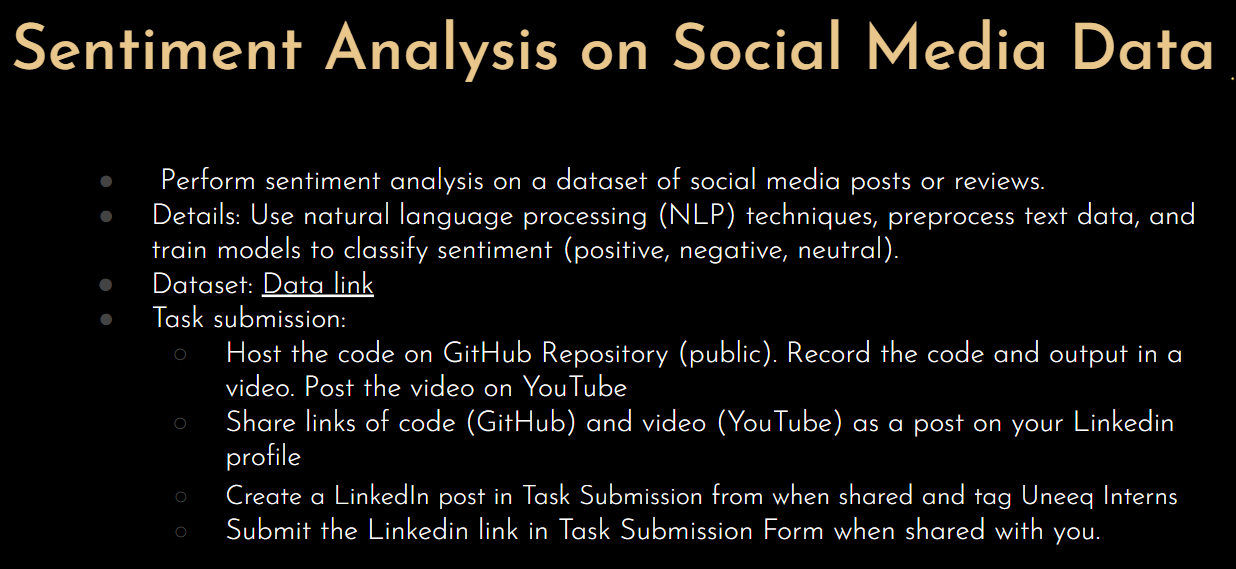 Sentiment Analysis on Social Media Data .
● Perform sentiment analysis on a dataset of social media posts or reviews.
● Details: Use natural language processing (NLP) techniques, preprocess text data, and
train models to classify sentiment (positive, negative, neutral).
● Dataset: Data link
● Task submission:
○ Host the code on GitHub Repository (public). Record the code and output in a
video. Post the video on YouTube
○ Share links of code (GitHub) and video (YouTube) as a post on your Linkedin
profile
○ Create a LinkedIn post in Task Submission from when shared and tag Uneeq Interns
○ Submit the Linkedin link in Task Submission Form when shared with you.